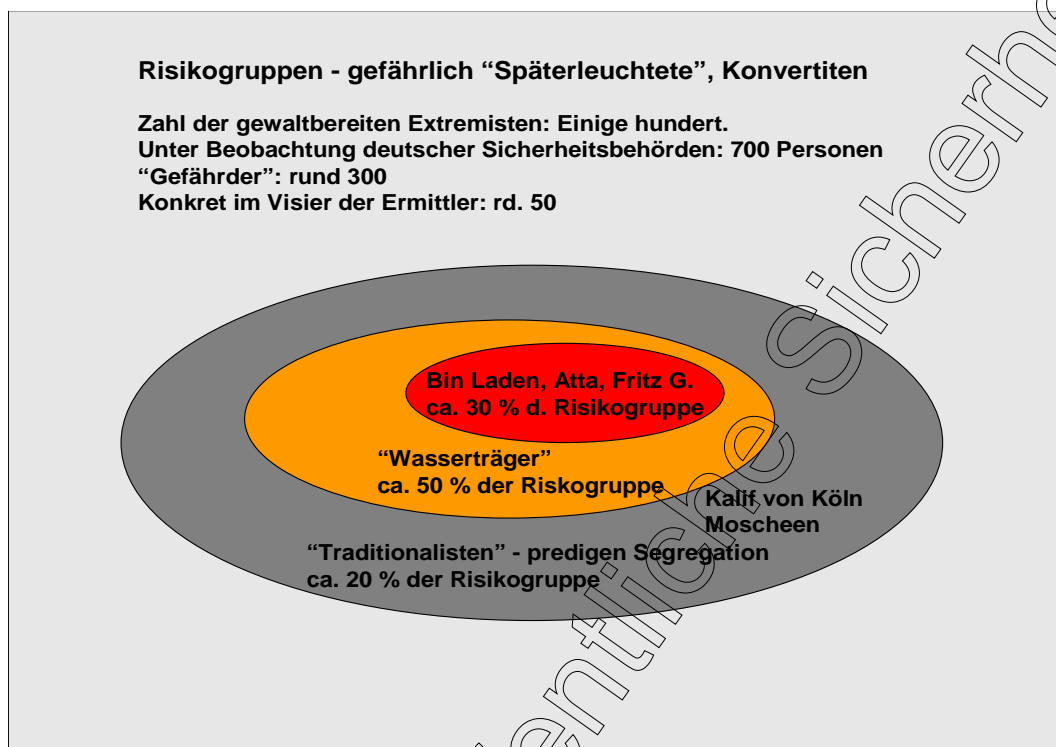 Risikogruppen - gefährlich “Späterleuchtete”, Konvertiten
Zahl der gewaltbereiten Extremisten: Einige hundert.
Unter Beobachtung deutscher Sicherheitsbehörden: 700 Personen
“Gefährder”: rund 300
Konkret im Visier der Ermittler: rd. 50
Bin Laden, Atta, Fritz G.
ca. 30 % d. Risikogruppe
“Wasserträger”
ca. 50 % der Riskogruppe
Kalif von Köln
Moscheen
“Traditionalisten” - predigen Segregation
ca. 20 % der Risikogruppe
entliche Sicherhe